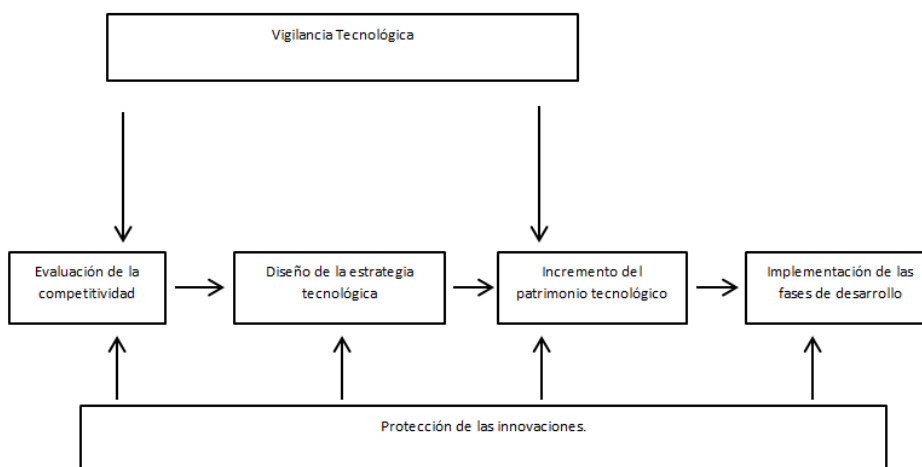 Vigilancia Tecnológica
Evaluación de la
competitividad
Diseño de la estrategia
tecnológica
Incremento del
patrimonio tecnológico
Implementación de las
fases de desarrollo
Protección de las innovaciones.